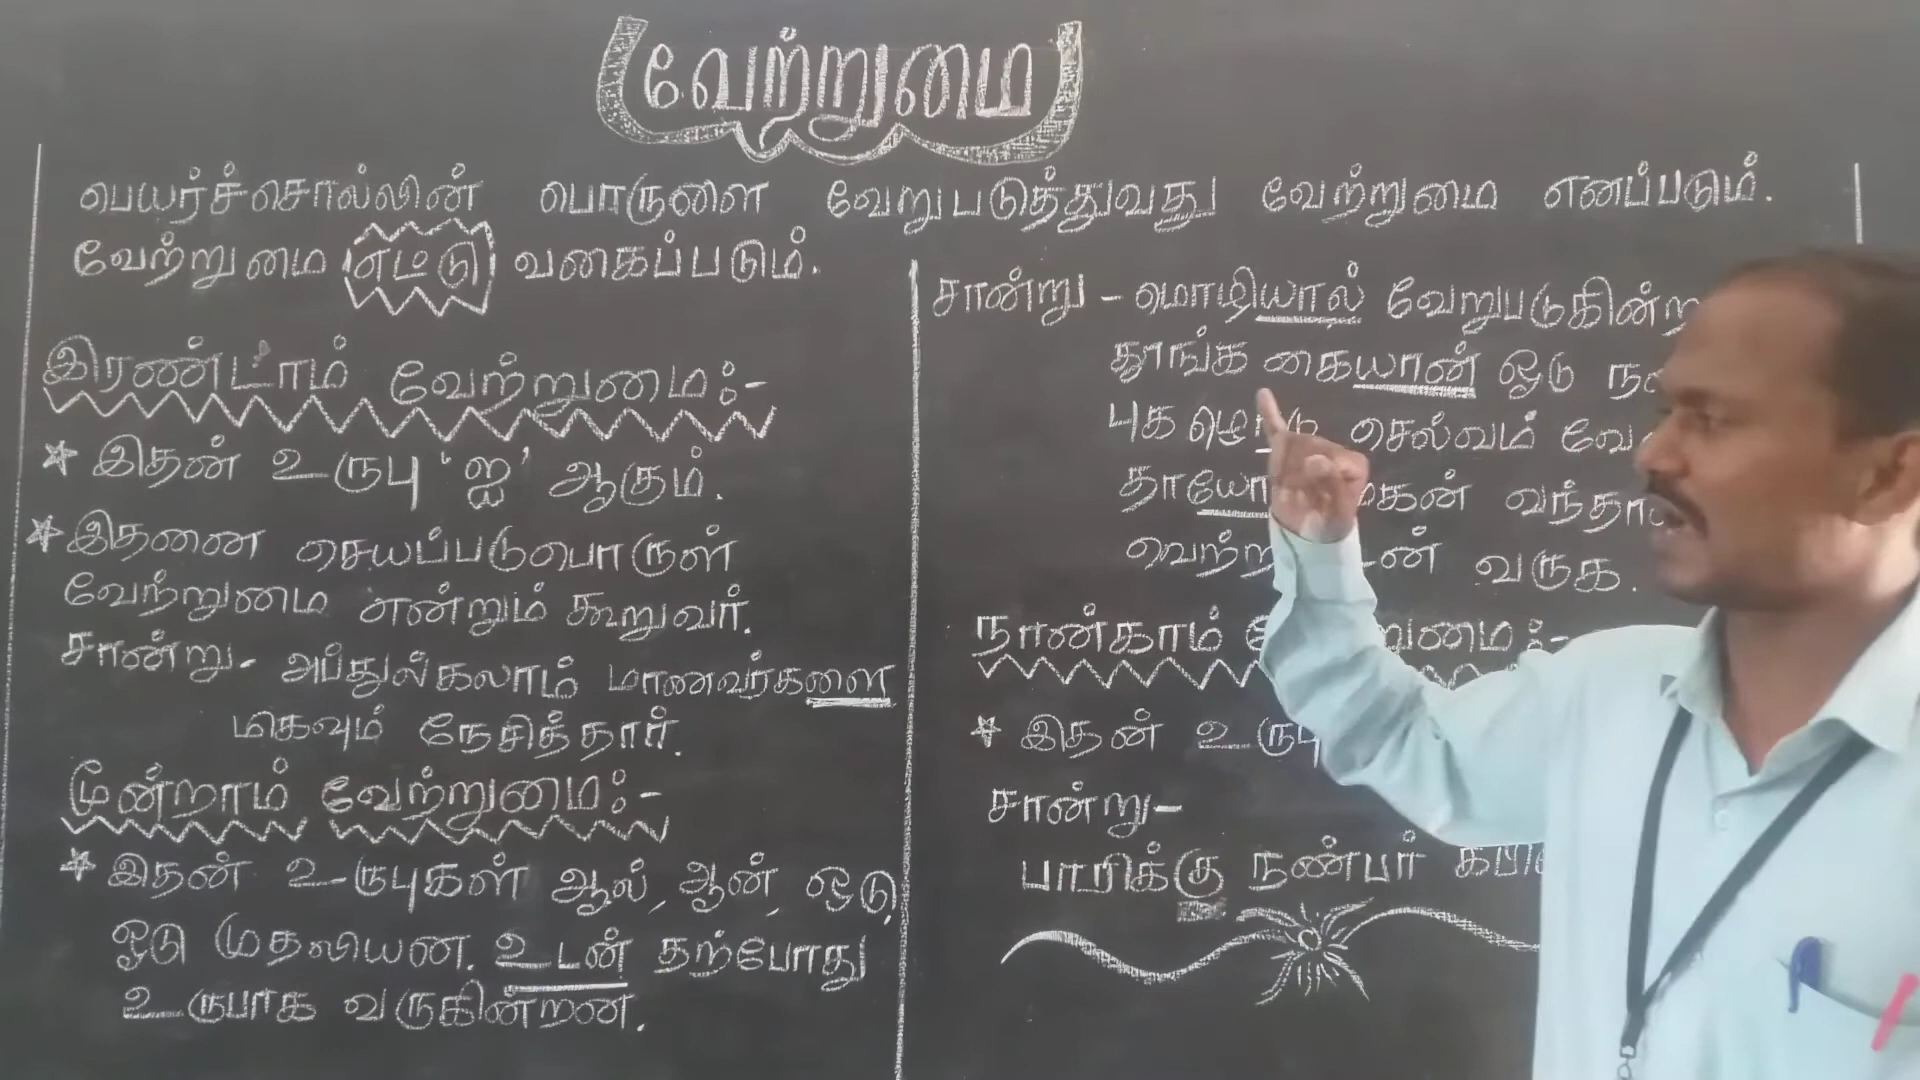 வேற்றுமை
பெயர்ச்சொல்லின் பொருளை வேறுபடுத்துவது வேற்றுமை எனப்படும்.
வேற்றுமை எட்டு வகைப்படும்.
இரண்டாம் வேற்றுமை:-
* இதன் உருபு 'ஐ' ஆகும்.
* இதனை செயப்படுபொருள்
வேற்றுமை என்றும் கூறுவர்.
சான்று- அப்துல்கலாம் மாணவர்களை
மிகவும் நேசித்தார்.
மூன்றாம் வேற்றுமை:-
* இதன் உருபுகள் ஆல், ஆன், ஒடு,
ஓடு முதலியன. உடன் தற்போது
உருபாக வருகின்றன.
சான்று - மொழியால் வேறுபடுகின்ற
தூங்க கையான் ஓடு
செல்வம்
மகன்
வருக.
நான்காம்
* இதன் உருபு
சான்று-
பாரிக்கு நண்பர்